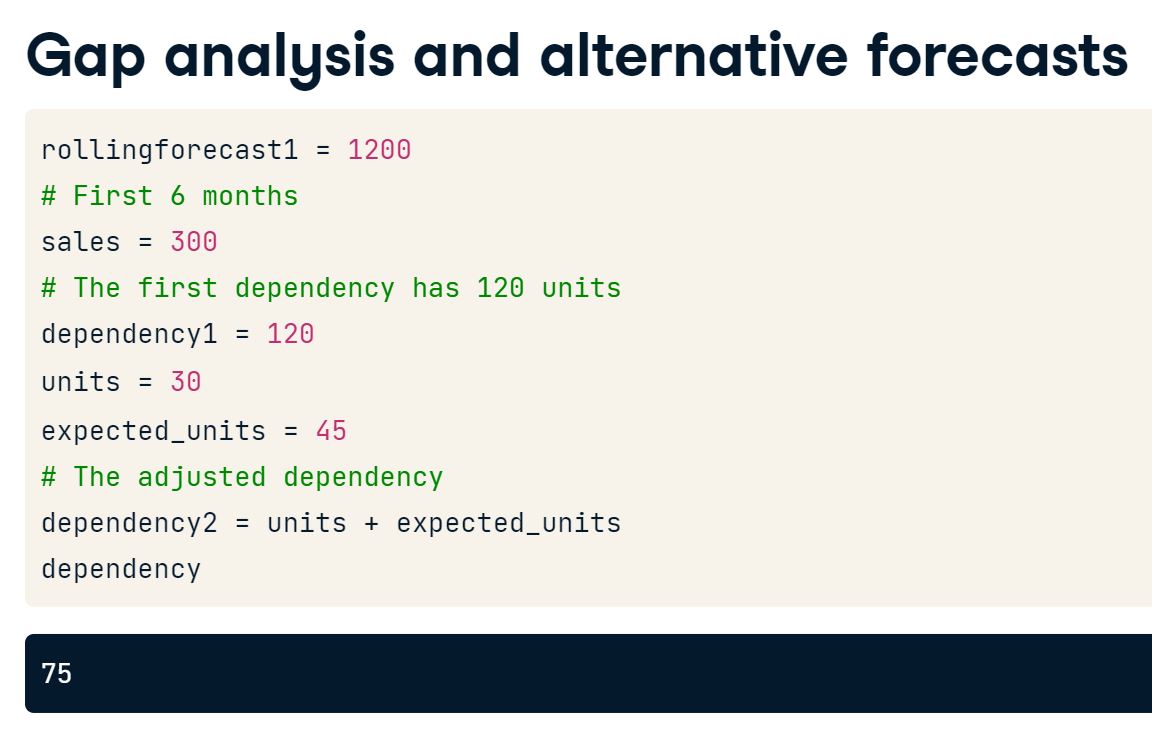 Gap analysis and alternative forecasts
rollingforecast1 = 1200
# First 6 months
sales = 300
# The first dependency has 120 units
dependency1 = 120
units = 30
expected_units = 45
# The adjusted dependency
dependency2 = units + expected_units
dependency
75